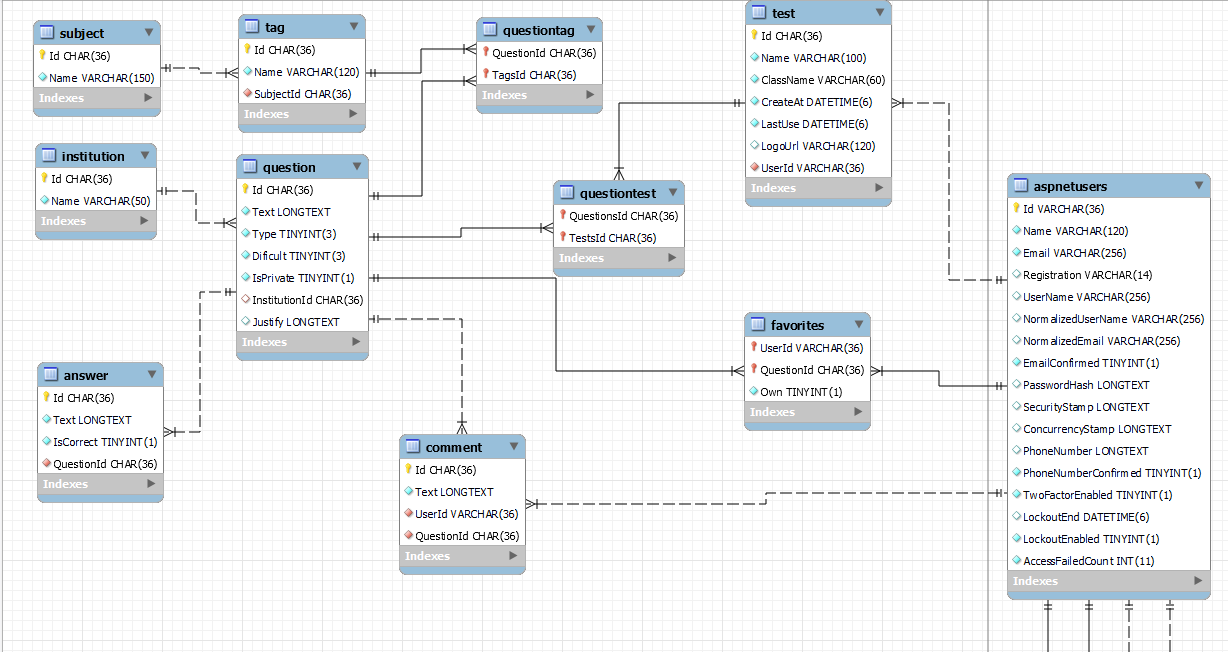 subject
Id CHAR(36)
Name VARCHAR(150)
Indexes
tag
Id CHAR(36)
Name VARCHAR(120)
SubjectId CHAR(36)
Indexes
questiontag
QuestionId CHAR(36)
TagsId CHAR(36)
Indexes
test
Id CHAR(36)
Name VARCHAR(100)
ClassName VARCHAR(60)
CreateAt DATETIME(6)
LastUse DATETIME(6)
LogoUrl VARCHAR(120)
UserId VARCHAR(36)
Indexes
institution
Id CHAR(36)
Name VARCHAR(50)
Indexes
question
Id CHAR(36)
Text LONGTEXT
Type TINYINT(3)
Dificult TINYINT(3)
IsPrivate TINYINT(1)
InstitutionId CHAR(36)
Justify LONGTEXT
Indexes
questiontest
QuestionsId CHAR(36)
TestsId CHAR(36)
Indexes
aspnetusers
Id VARCHAR(36)
Name VARCHAR(120)
Email VARCHAR(256)
Registration VARCHAR(14)
UserName VARCHAR(256)
NormalizedUserName VARCHAR(256)
NormalizedEmail VARCHAR(256)
EmailConfirmed TINYINT(1)
PasswordHash LONGTEXT
SecurityStamp LONGTEXT
ConcurrencyStamp LONGTEXT
PhoneNumber LONGTEXT
PhoneNumberConfirmed TINYINT(1)
TwoFactorEnabled TINYINT(1)
LockoutEnd DATETIME(6)
LockoutEnabled TINYINT(1)
AccessFailedCount INT(11)
Indexes
favorites
UserId VARCHAR(36)
QuestionId CHAR(36)
Own TINYINT(1)
Indexes
answer
Id CHAR(36)
Text LONGTEXT
IsCorrect TINYINT(1)
QuestionId CHAR(36)
Indexes
comment
Id CHAR(36)
Text LONGTEXT
UserId VARCHAR(36)
QuestionId CHAR(36)
Indexes